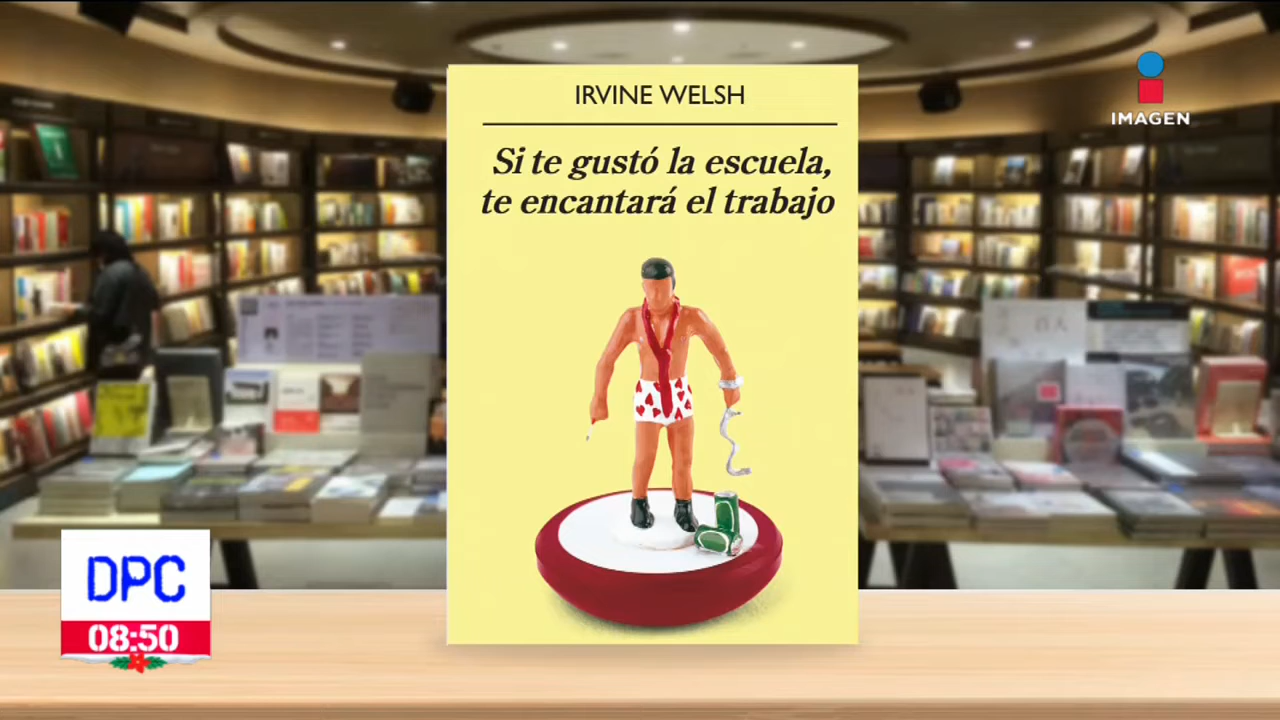 IRVINE WELSH
Si te gustó la escuela,
te encantará el trabajo
IMAGEN
DPC
08:50